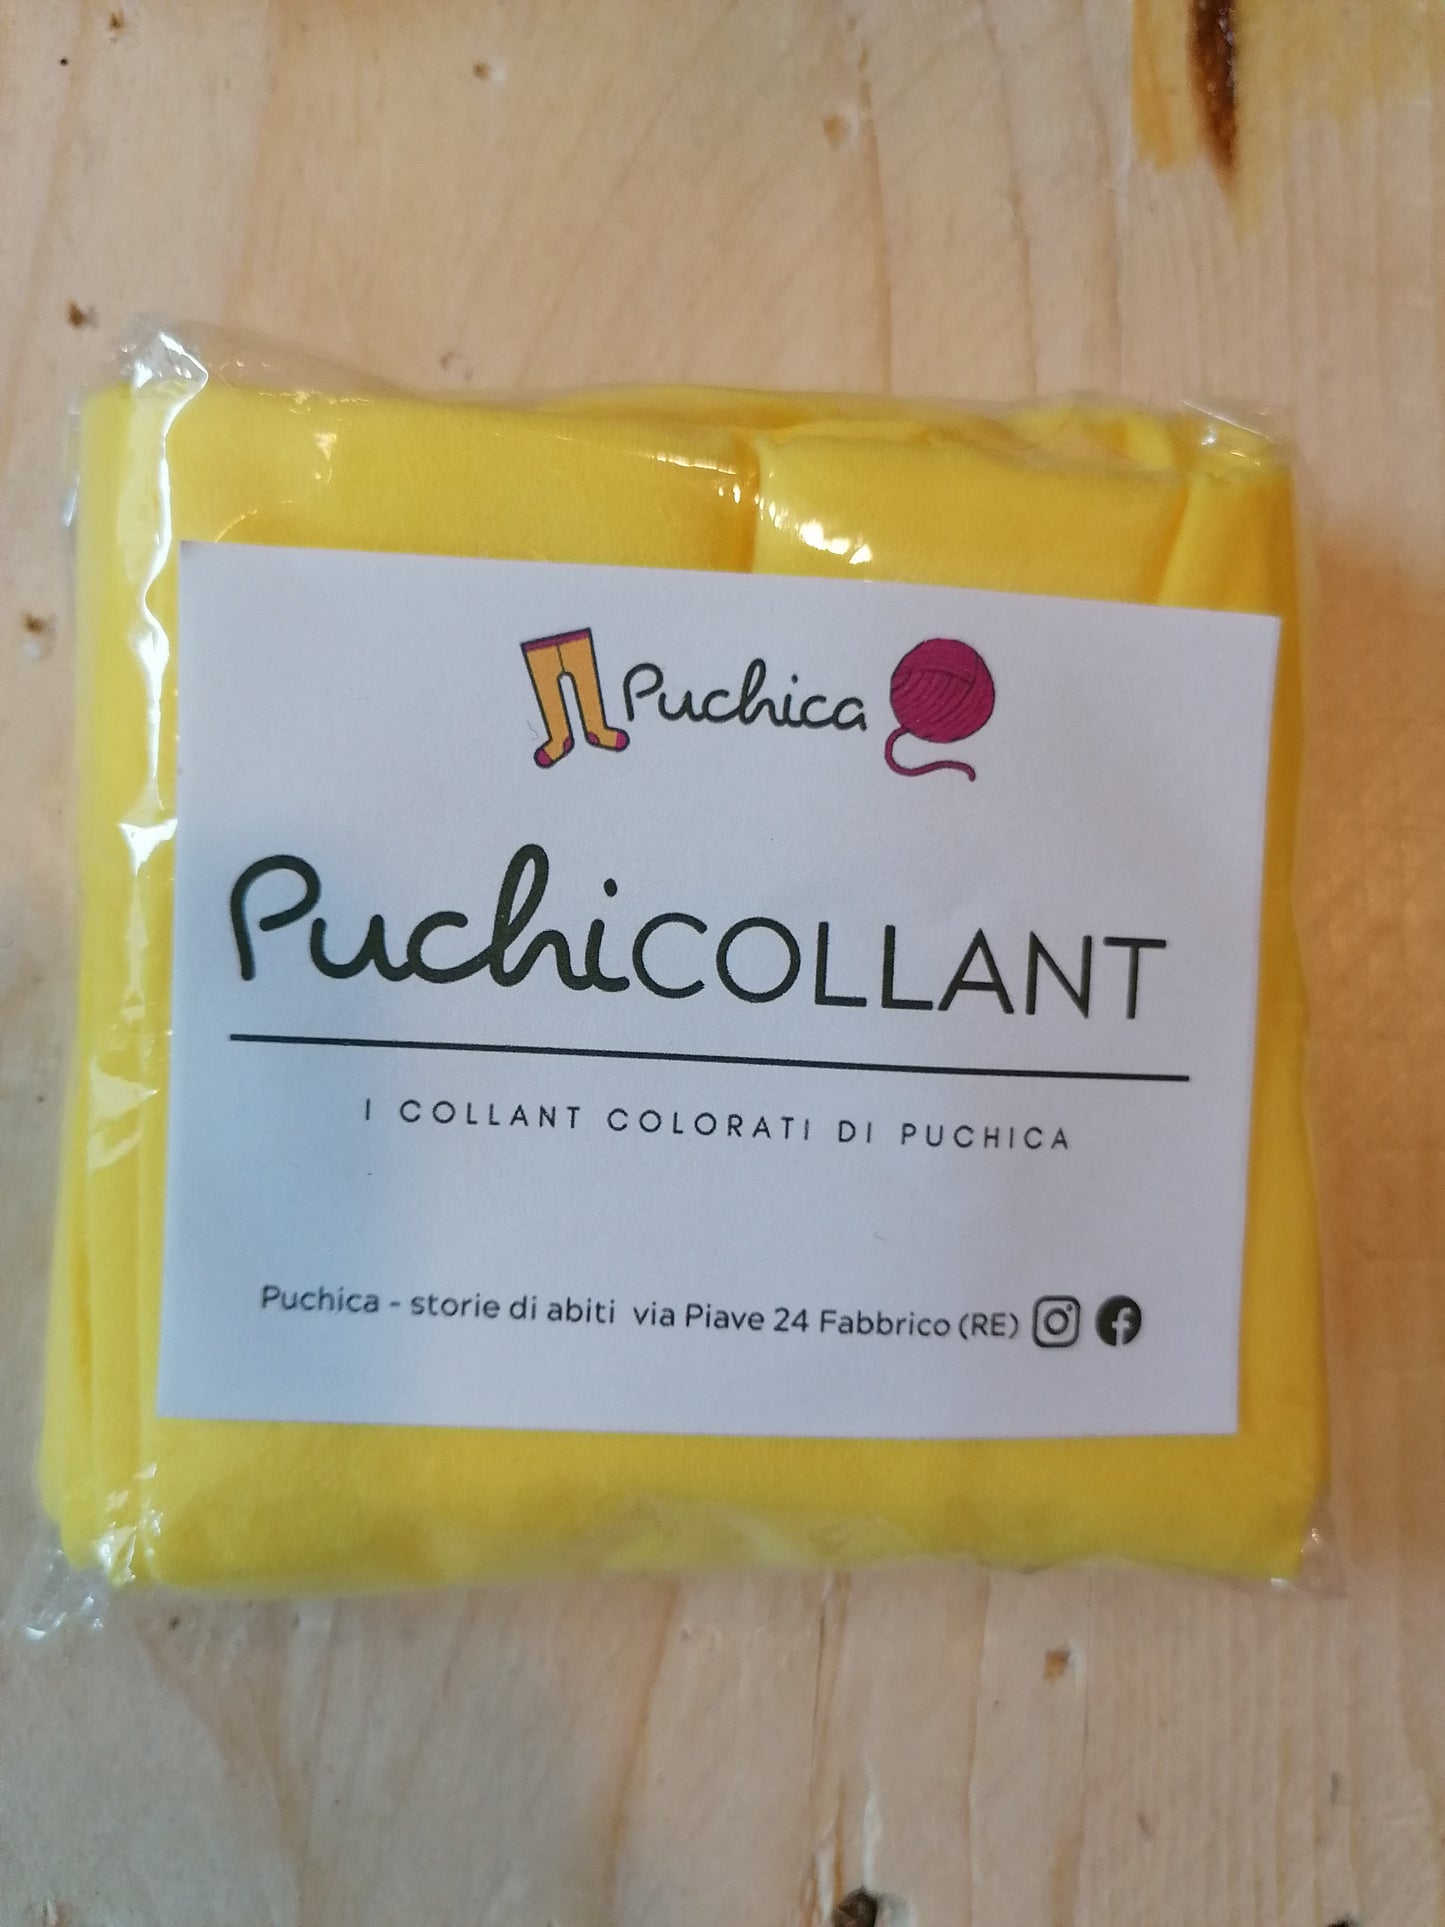 Puchica
PuchiCOLLANT
I COLLANT COLORATI DI PUCHICA
Puchica - storie di abiti via Piave 24 Fabbrico (RE)